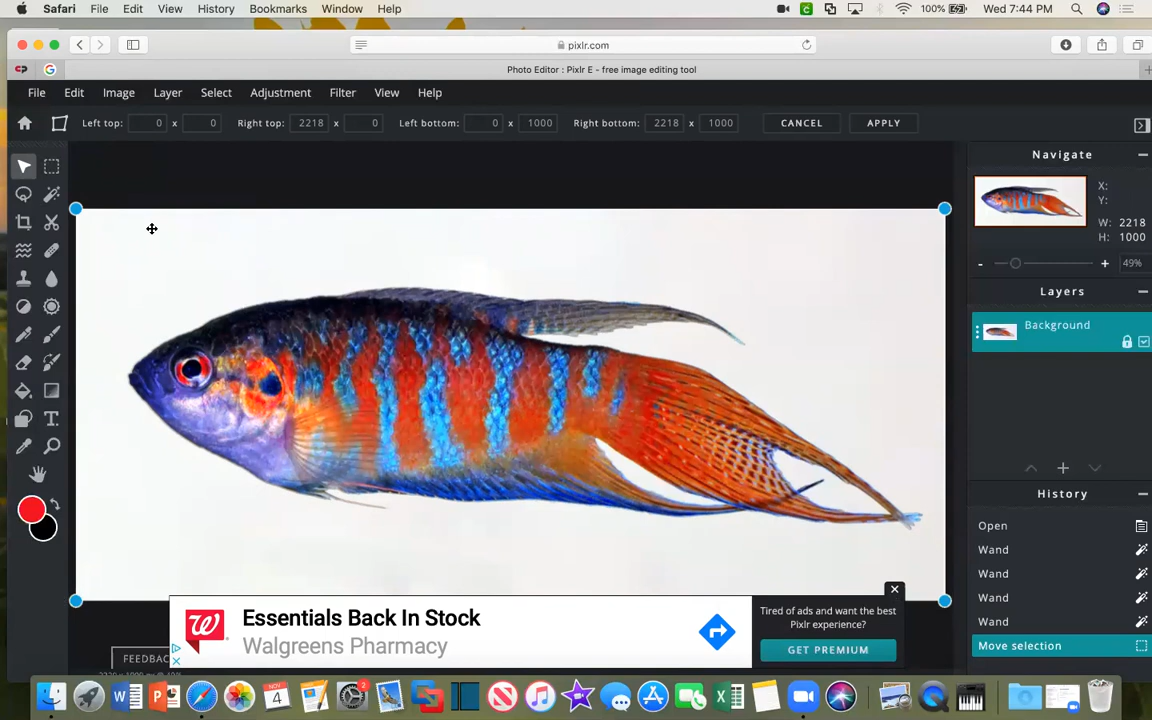 Safari File Edit View History Bookmarks Window Help 100% Wed 7:44 PM
pixlr.com
Photo Editor : Pixlr E - free image editing tool
File Edit Image Layer Select Adjustment Filter View Help
Left top: 0 x 0 Right top: 2218 x 0 Left bottom: 0 x 1000 Right bottom: 2218 x 1000 CANCEL APPLY
Navigate
X:
Y:
W: 2218
H: 1000
- + 49%
Layers
Background
History
Open
Wand
Wand
Wand
Wand
Move selection
Essentials Back In Stock
Walgreens Pharmacy
Tired of ads and want the best
Pixlr experience?
GET PREMIUM
FEEDBAC
NOV
4
2